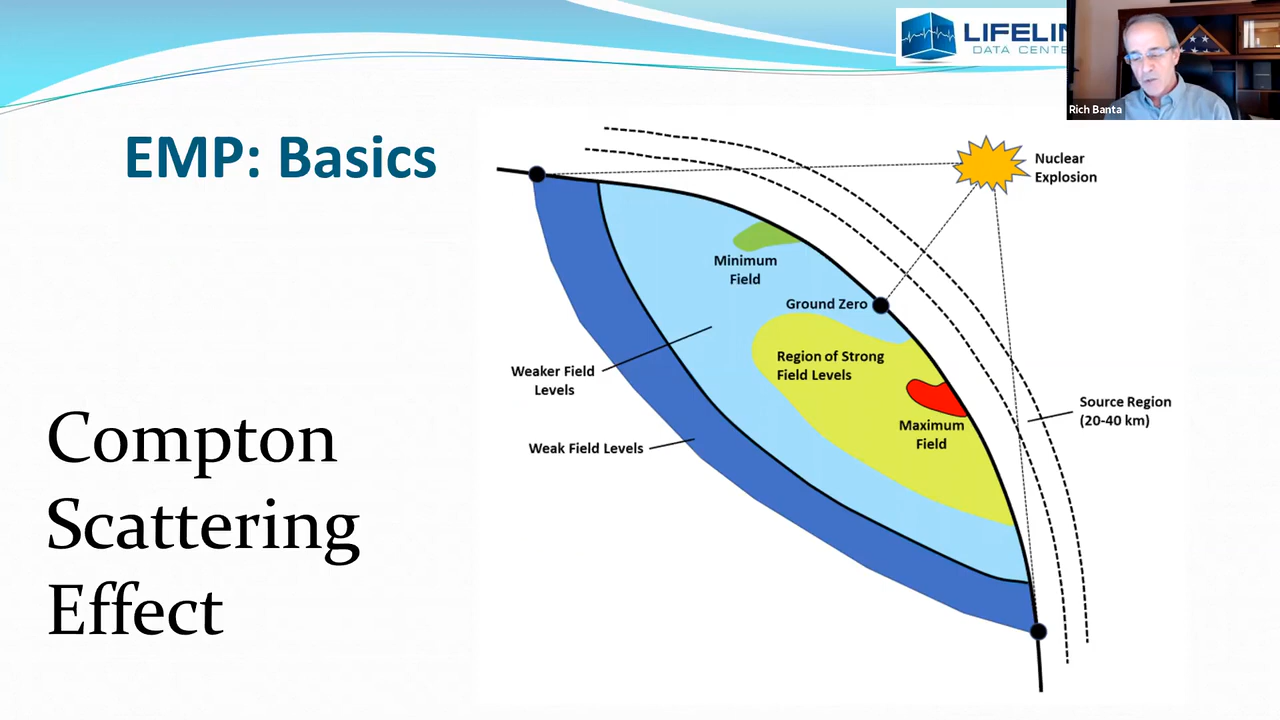 LIFELIN
DATA CENTE
Rich Banta
EMP: Basics
Nuclear
Explosion
Minimum
Field
Ground Zero
Region of Strong
Field Levels
Weaker Field
Levels
Maximum
Field
Source Region
(20-40 km)
Weak Field Levels
Compton
Scattering
Effect